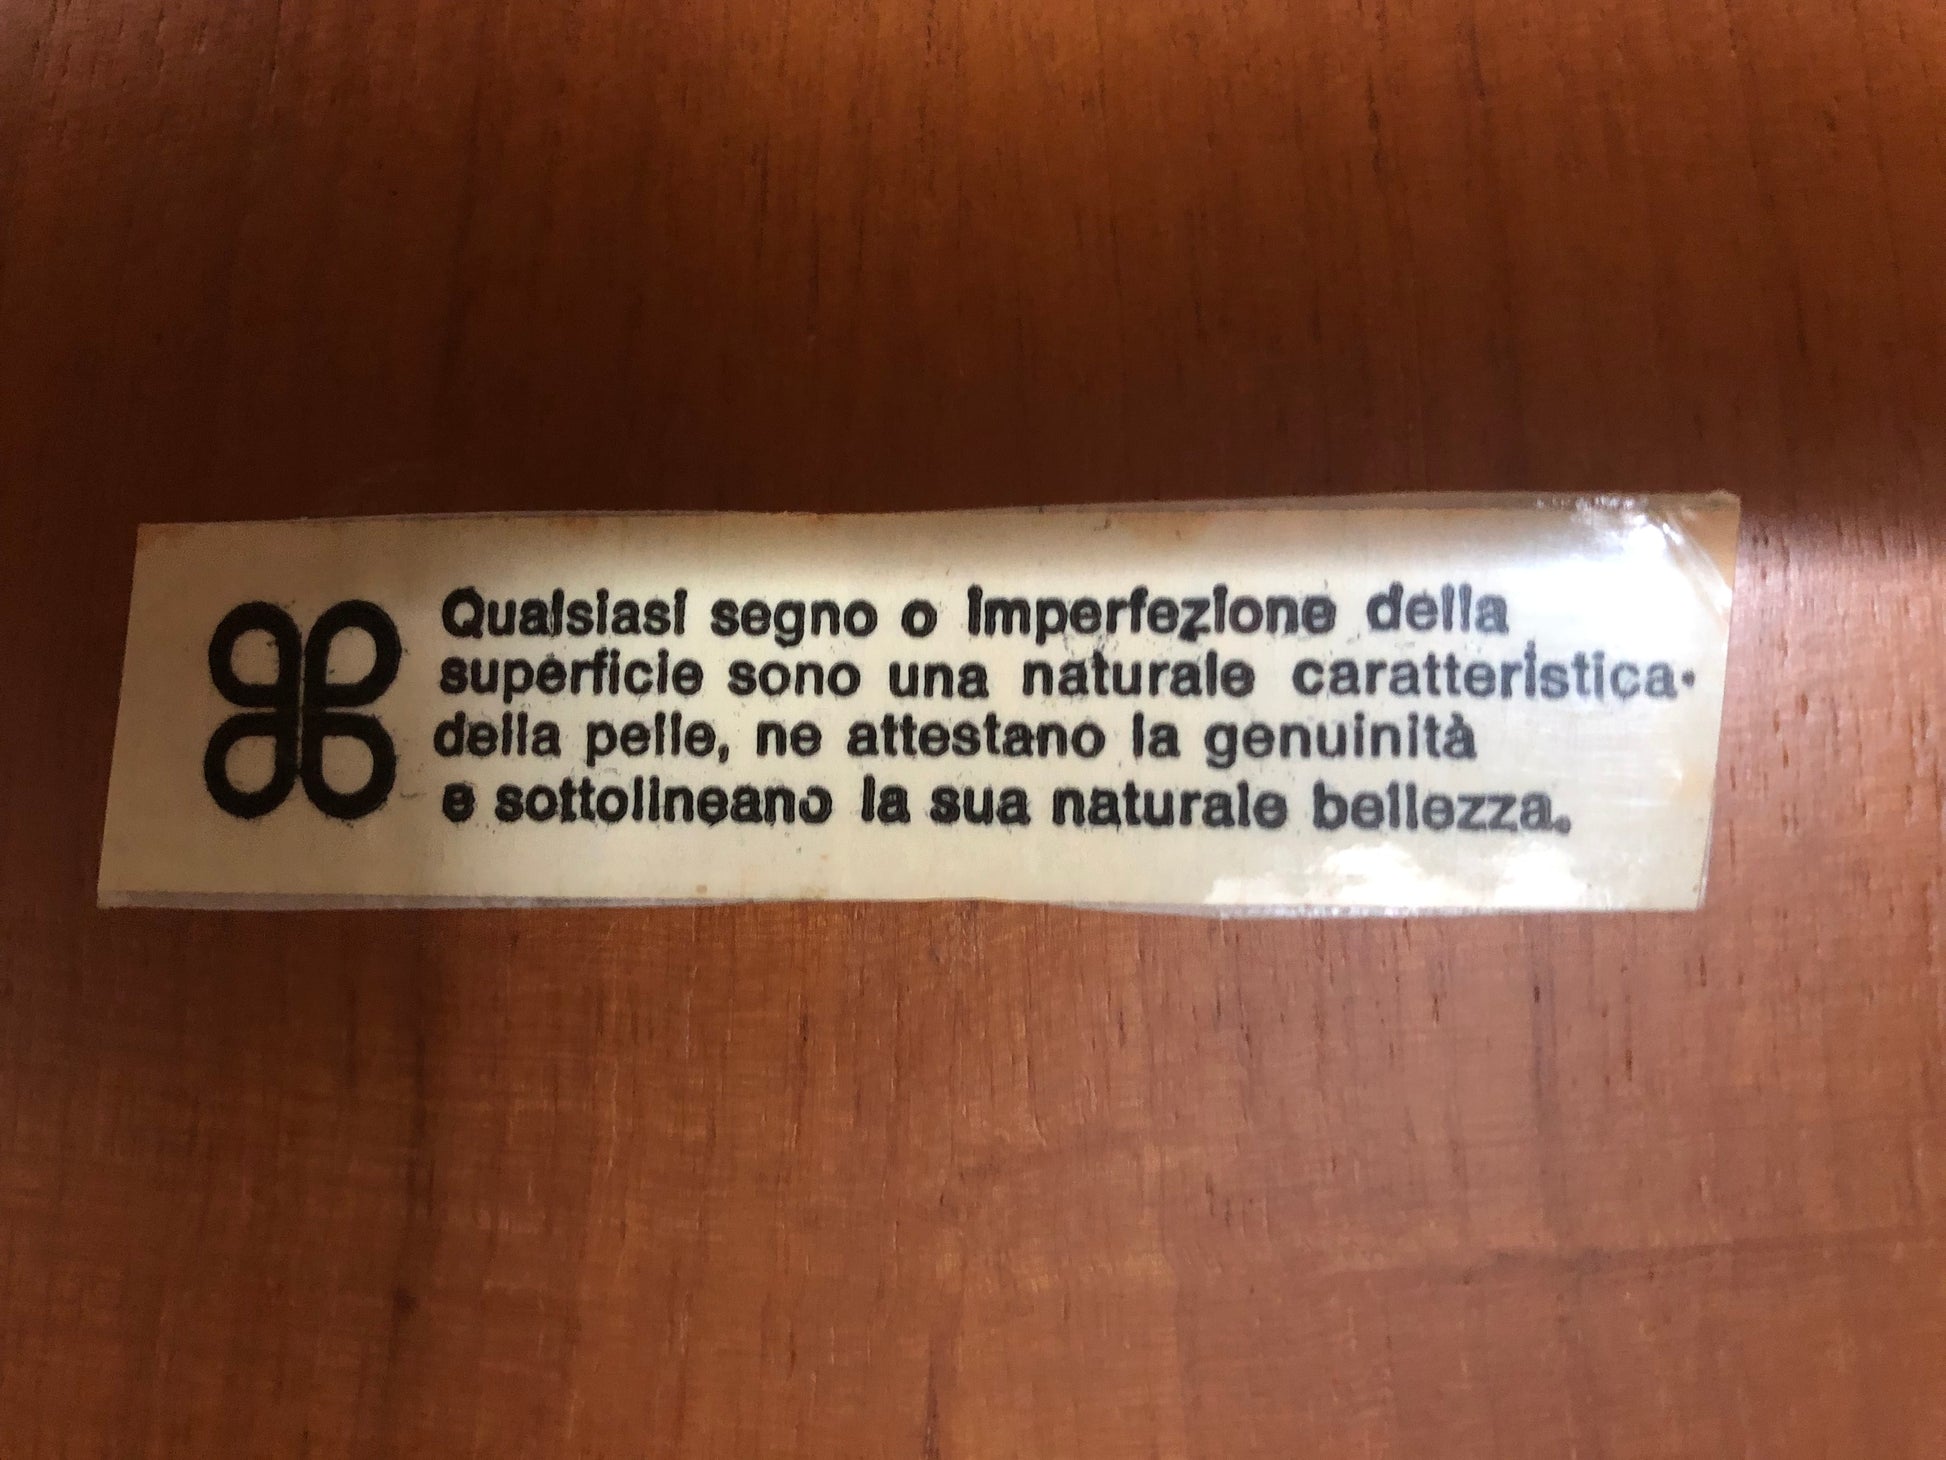 Qualsiasi segno o imperfezione della
superficie sono una naturale caratteristica.
della pelle, ne attestano la genuinità
e sottolineano la sua naturale bellezza.